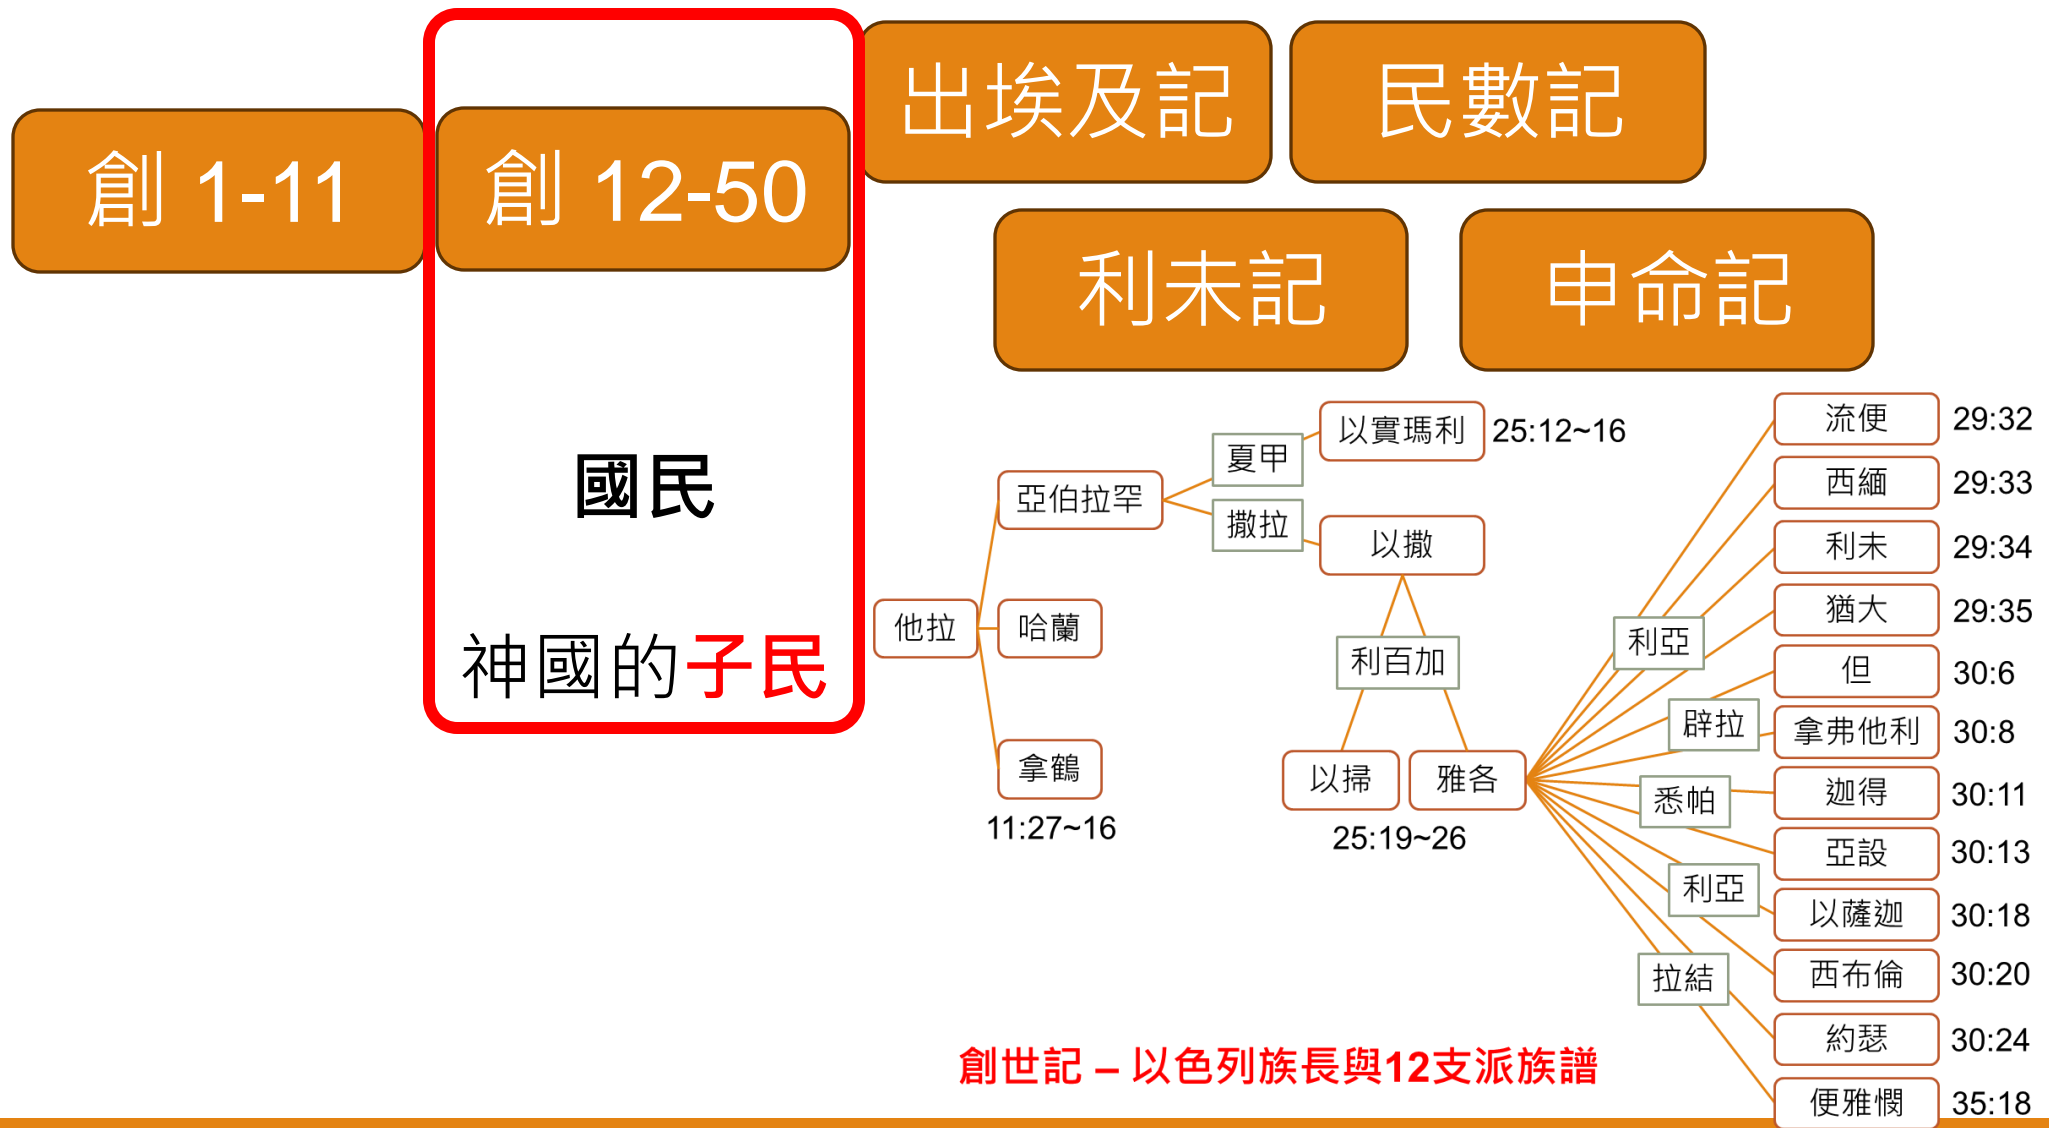 創 1-11
創 12-50
出埃及記
民數記
利未記
申命記
國民
神國的子民
他拉
亞伯拉罕
哈蘭
拿鶴
11:27~16
夏甲
撒拉
以實瑪利 25:12~16
以撒
利百加
以掃
雅各
25:19~26
利亞
辟拉
悉帕
利亞
拉結
流便 29:32
西緬 29:33
利未 29:34
猶大 29:35
但 30:6
拿弗他利 30:8
迦得 30:11
亞設 30:13
以薩迦 30:18
西布倫 30:20
約瑟 30:24
便雅憫 35:18
創世記 – 以色列族長與12支派族譜